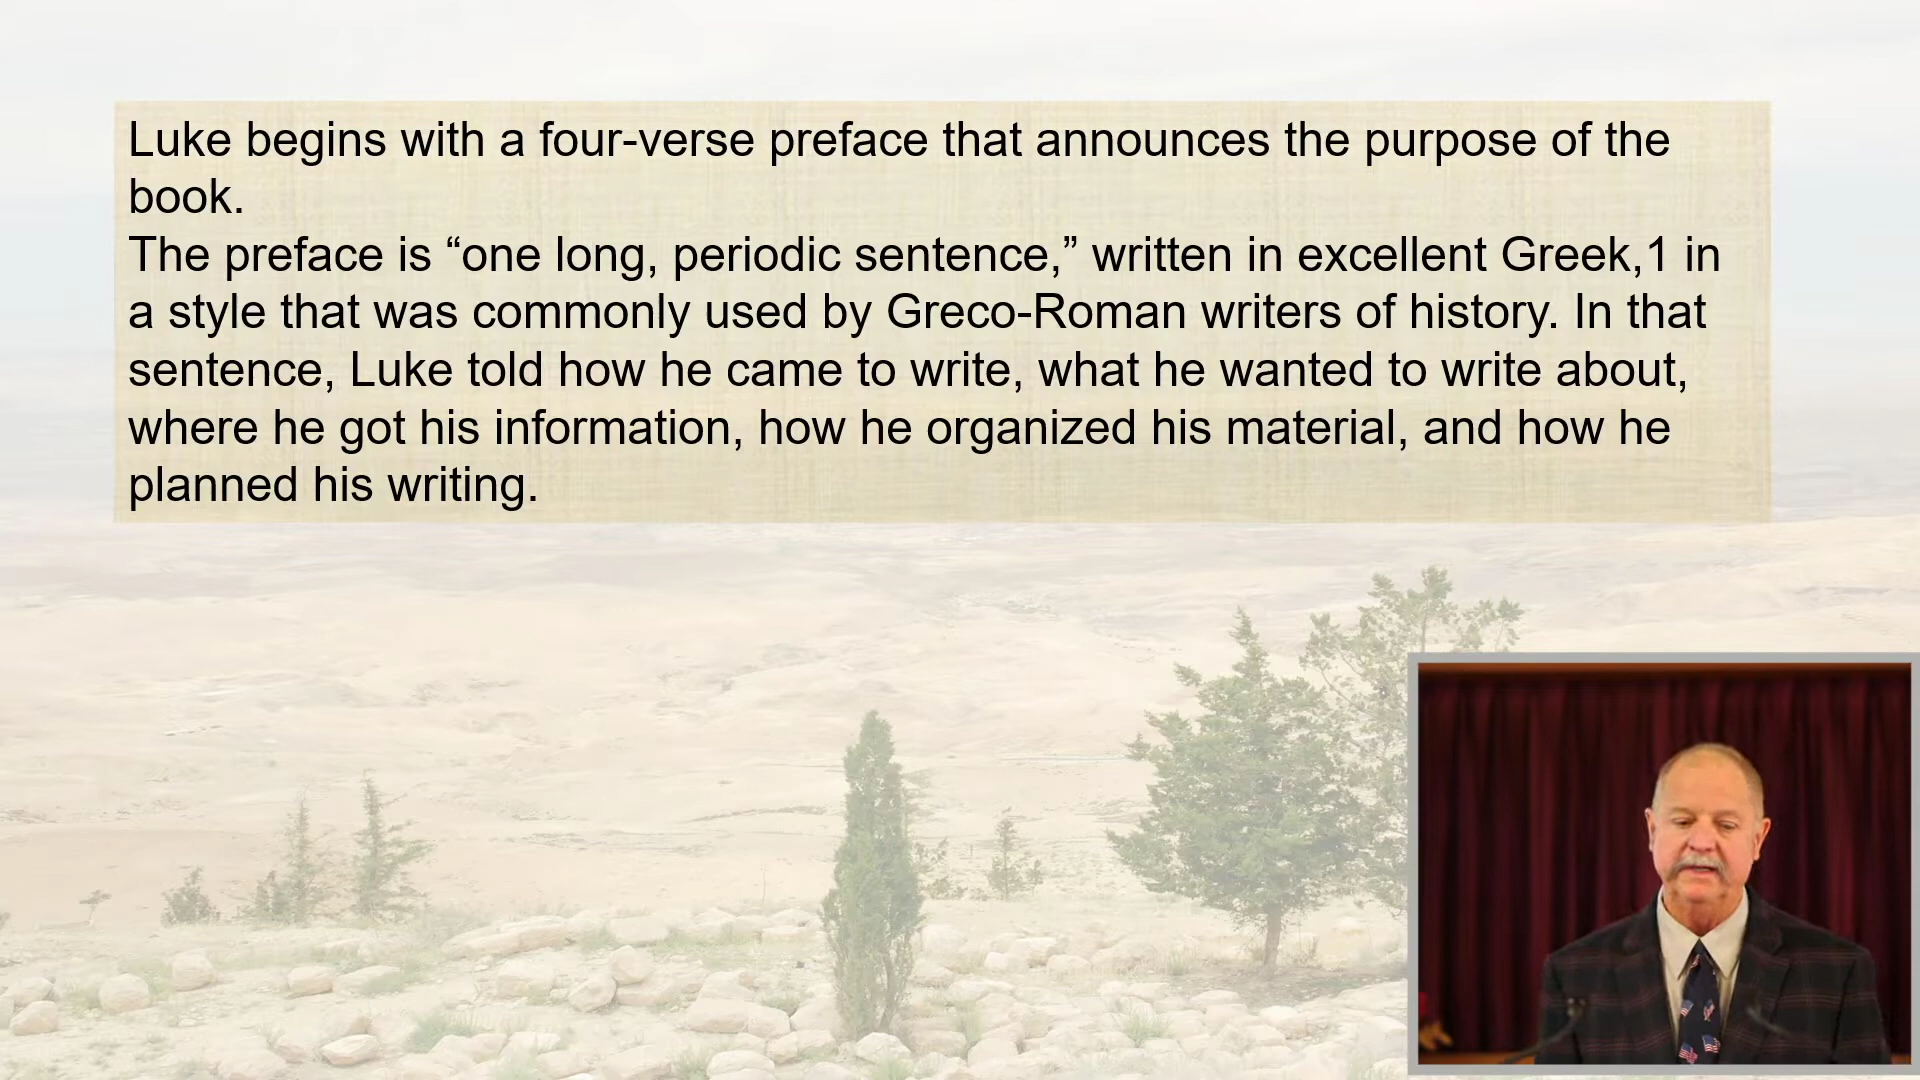 Luke begins with a four-verse preface that announces the purpose of the
book.
The preface is “one long, periodic sentence,” written in excellent Greek,1 in
a style that was commonly used by Greco-Roman writers of history. In that
sentence, Luke told how he came to write, what he wanted to write about,
where he got his information, how he organized his material, and how he
planned his writing.